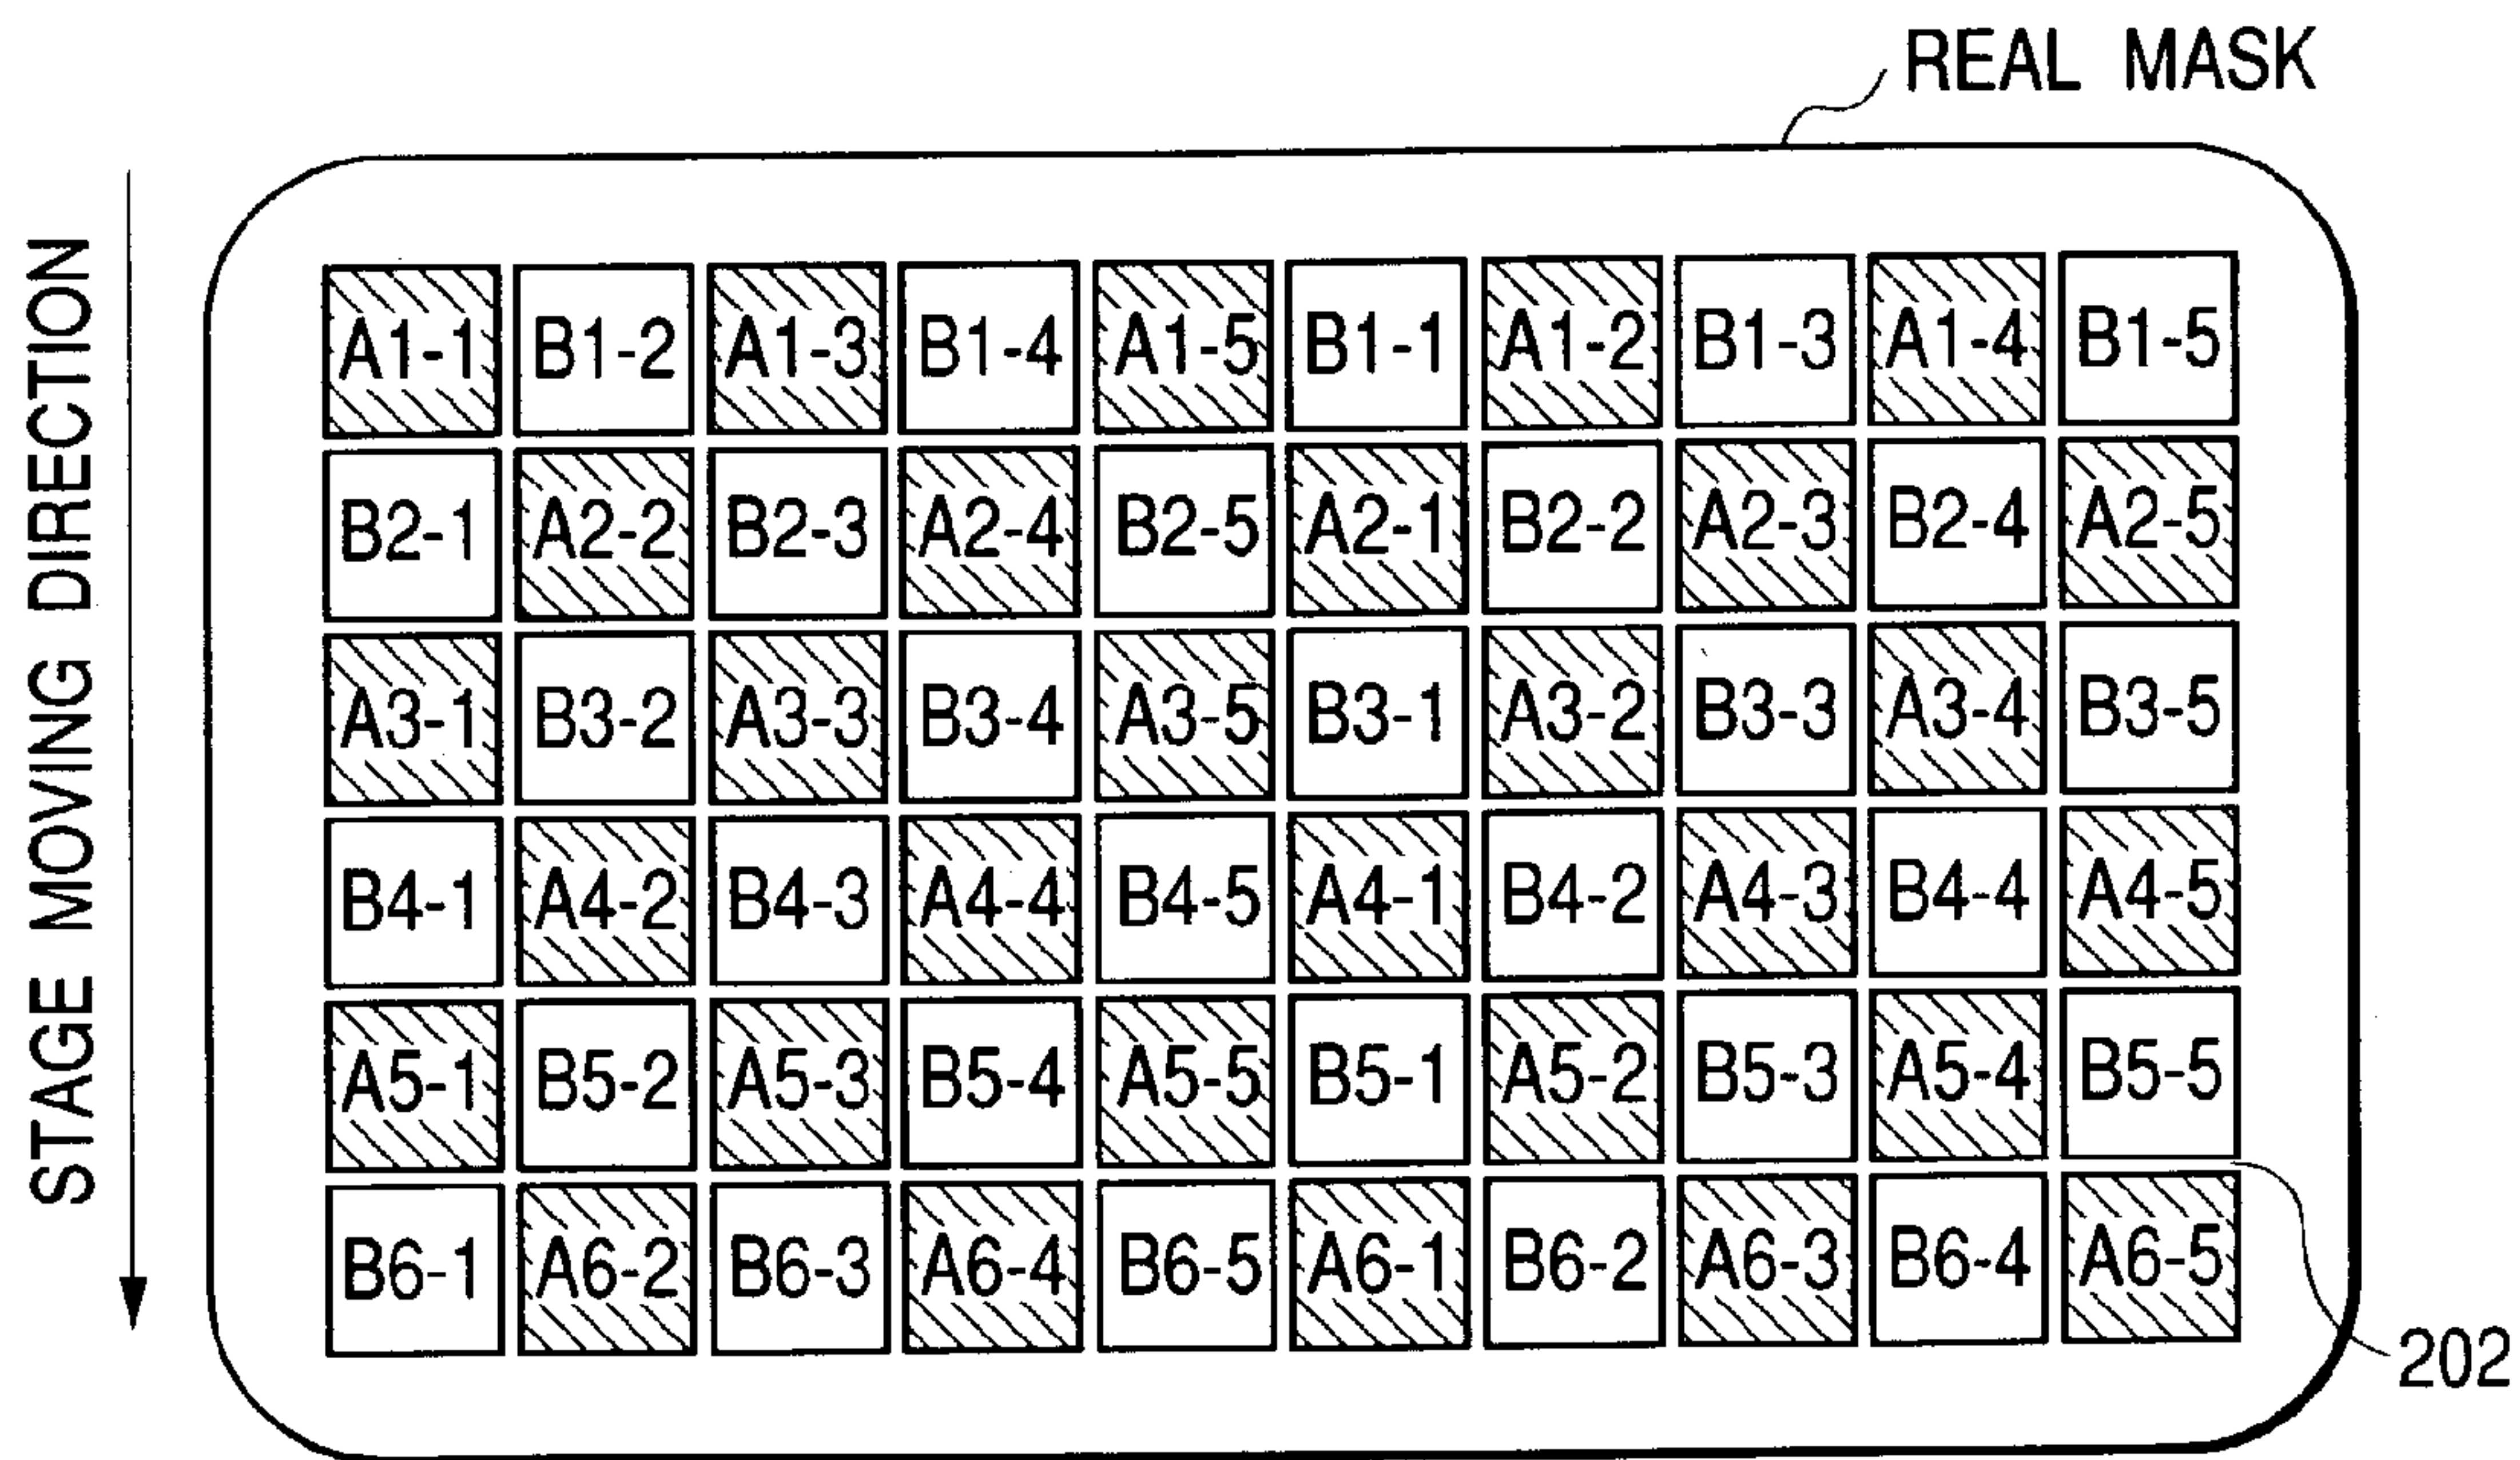 REAL MASK
STAGE MOVING DIRECTION
A1-1 B1-2 A1-3 B1-4 A1-5 B1-1 A1-2 B1-3 A1-4 B1-5
B2-1 A2-2 B2-3 A2-4 B2-5 A2-1 B2-2 A2-3 B2-4 A2-5
A3-1 B3-2 A3-3 B3-4 A3-5 B3-1 A3-2 B3-3 A3-4 B3-5
B4-1 A4-2 B4-3 A4-4 B4-5 A4-1 B4-2 A4-3 B4-4 A4-5
A5-1 B5-2 A5-3 B5-4 A5-5 B5-1 A5-2 B5-3 A5-4 B5-5
B6-1 A6-2 B6-3 A6-4 B6-5 A6-1 B6-2 A6-3 B6-4 A6-5
202